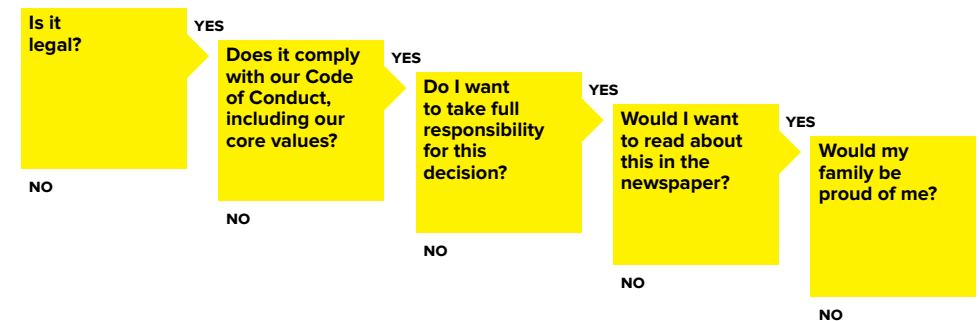 Is it
legal?
YES
NO
Does it comply
with our Code
of Conduct,
including our
core values?
YES
NO
Do I want
to take full
responsibility
for this
decision?
YES
NO
Would I want
to read about
this in the
newspaper?
YES
NO
Would my
family be
proud of me?
NO